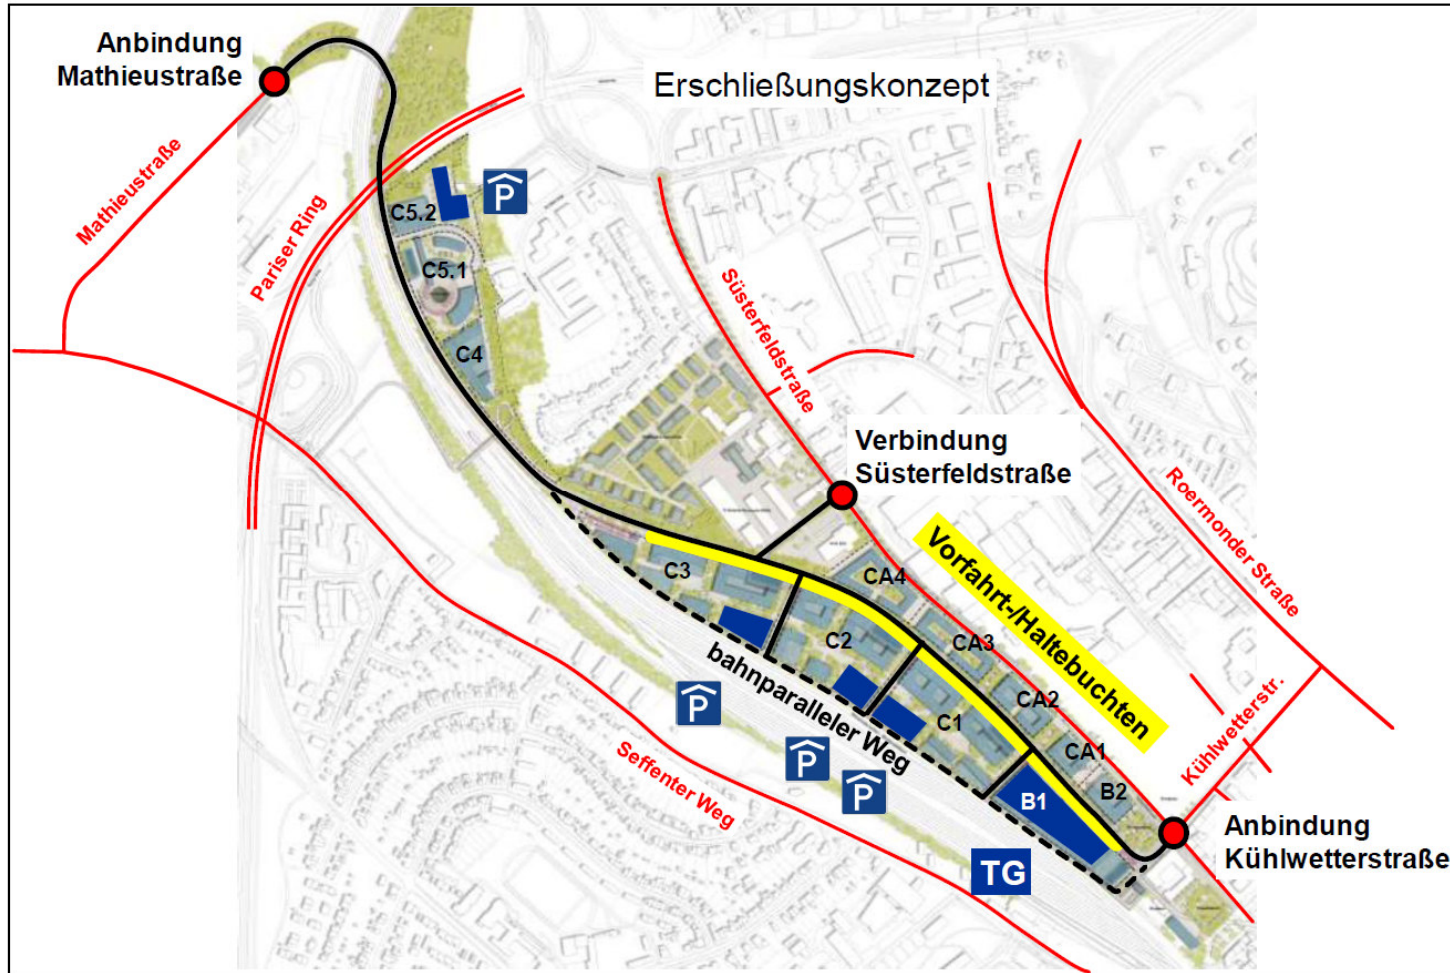 Anbindung
Mathieustraße
Erschließungskonzept
Mathieustraße
Pariser Ring
P
C5.2
C5.1
C4
Süsterfeldstraße
Verbindung
Süsterfeldstraße
Roermonder Straße
Vorfahrt-/Haltebuchten
C3
CA4
C2
CA3
bahnparalleler Weg
P
CA2
C1
Kühlwetterstr.
CA1
P
P
Seffenter Weg
B1
B2
Anbindung
Kühlwetterstraße
TG